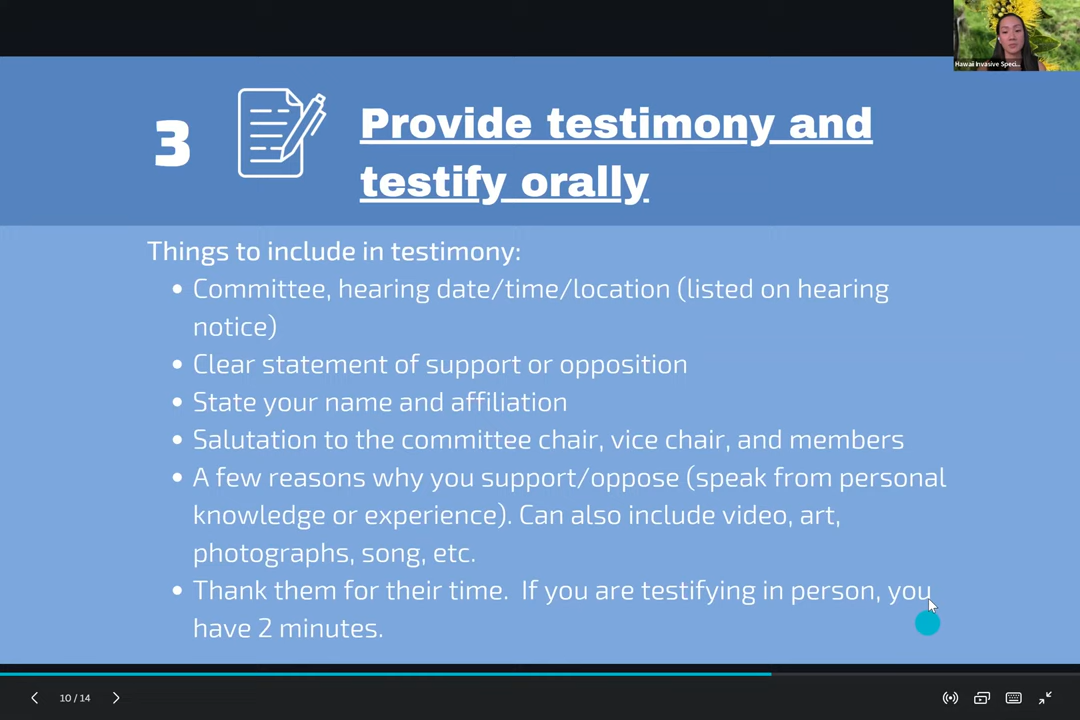 Hawaii Invasive Speci...
3
Provide testimony and
testify orally
Things to include in testimony:
• Committee, hearing date/time/location (listed on hearing
notice)
• Clear statement of support or opposition
• State your name and affiliation
• Salutation to the committee chair, vice chair, and members
• A few reasons why you support/oppose (speak from personal
knowledge or experience). Can also include video, art,
photographs, song, etc.
• Thank them for their time.  If you are testifying in person, you
have 2 minutes.
10 / 14